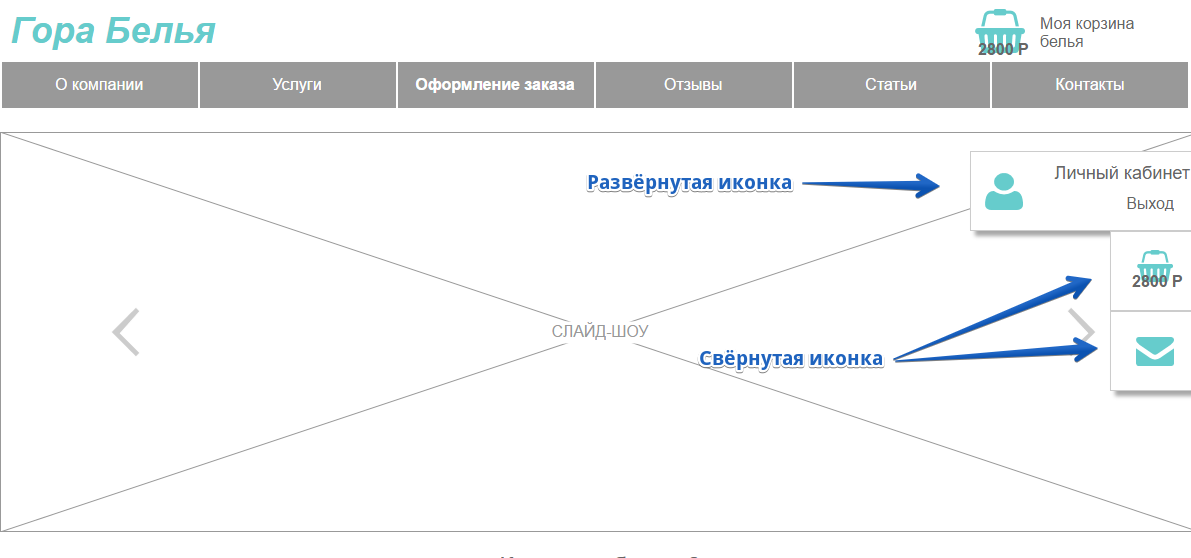 Гора Белья
Моя корзина
белья
2800 Р
О компании
Услуги
Оформление заказа
Отзывы
Статьи
Контакты
Развёрнутая иконка
Личный кабинет
Выход
2800 Р
СЛАЙД-ШОУ
Свёрнутая иконка